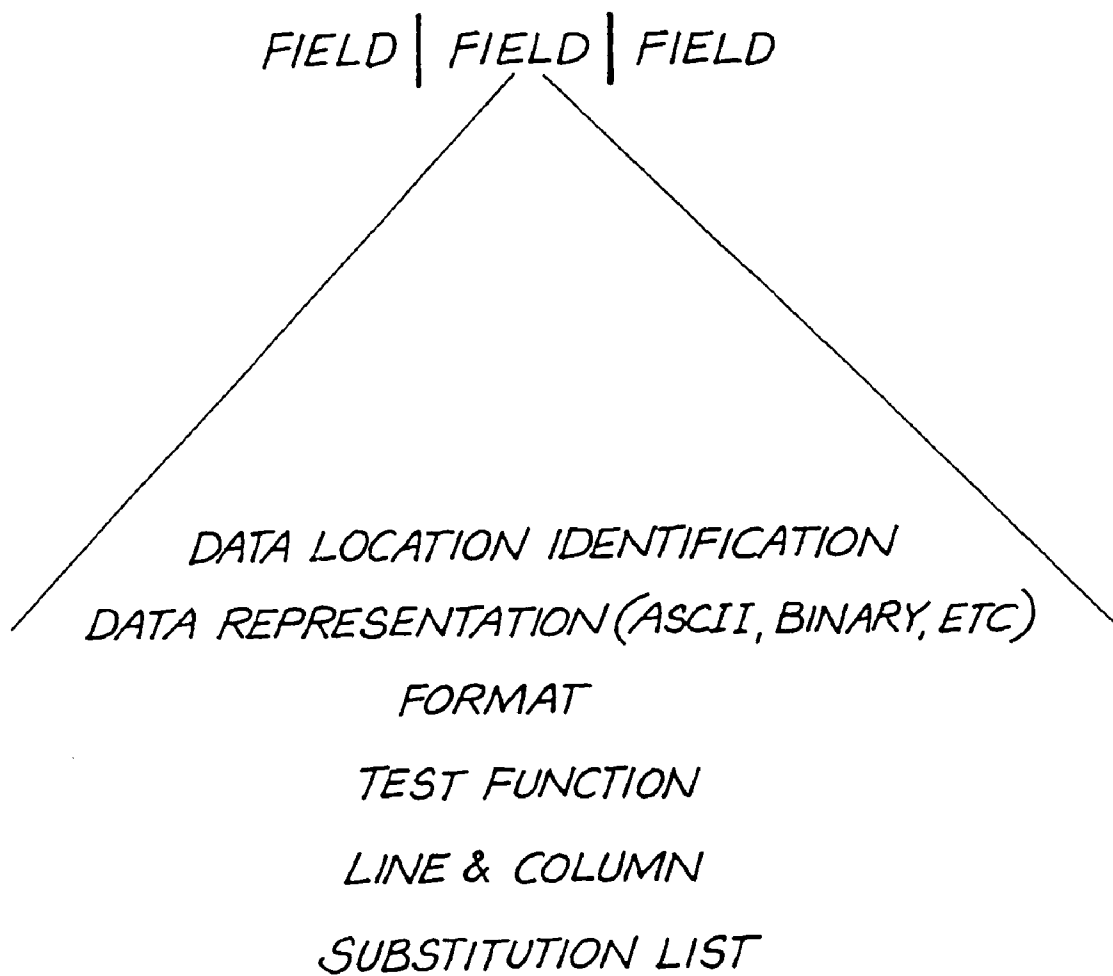 FIELD | FIELD | FIELD
DATA LOCATION IDENTIFICATION
DATA REPRESENTATION (ASCII, BINARY, ETC)
FORMAT
TEST FUNCTION
LINE & COLUMN
SUBSTITUTION LIST